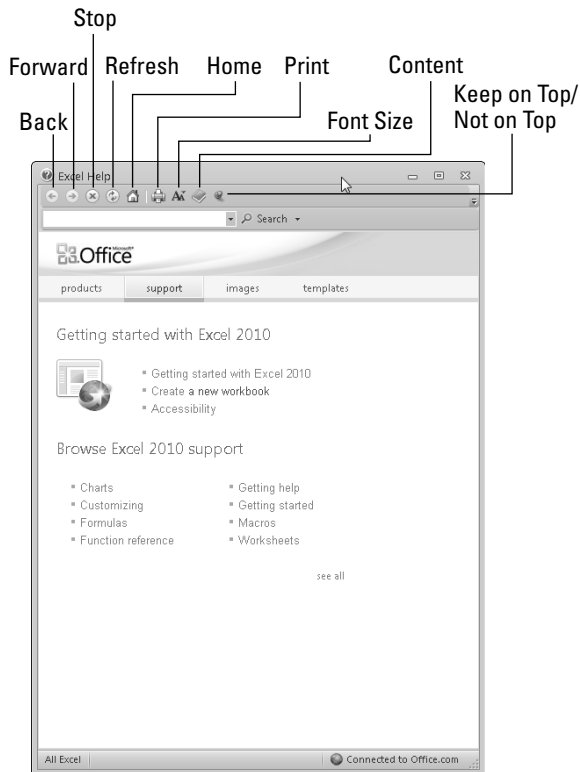 Stop
Forward Refresh Home Print Content
Keep on Top/
Not on Top
Back Font Size
Excel Help
Search
Microsoft
Office
products support images templates
Getting started with Excel 2010
Getting started with Excel 2010
Create a new workbook
Accessibility
Browse Excel 2010 support
Charts
Customizing
Formulas
Function reference
Getting help
Getting started
Macros
Worksheets
see all
All Excel Connected to Office.com